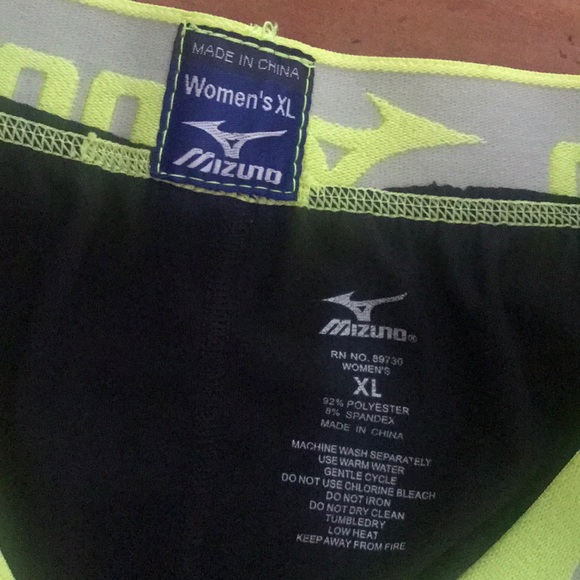 MADE IN CHINA
Women's XL
MIZUNO
MIZUNO®
RN NO. 89730
WOMEN'S
XL
92% POLYESTER
8% SPANDEX
MADE IN CHINA
MACHINE WASH SEPARATELY
USE WARM WATER
GENTLE CYCLE
DO NOT USE CHLORINE BLEACH
DO NOT IRON
DO NOT DRY CLEAN
TUMBLEDRY
LOW HEAT
KEEP AWAY FROM FIRE